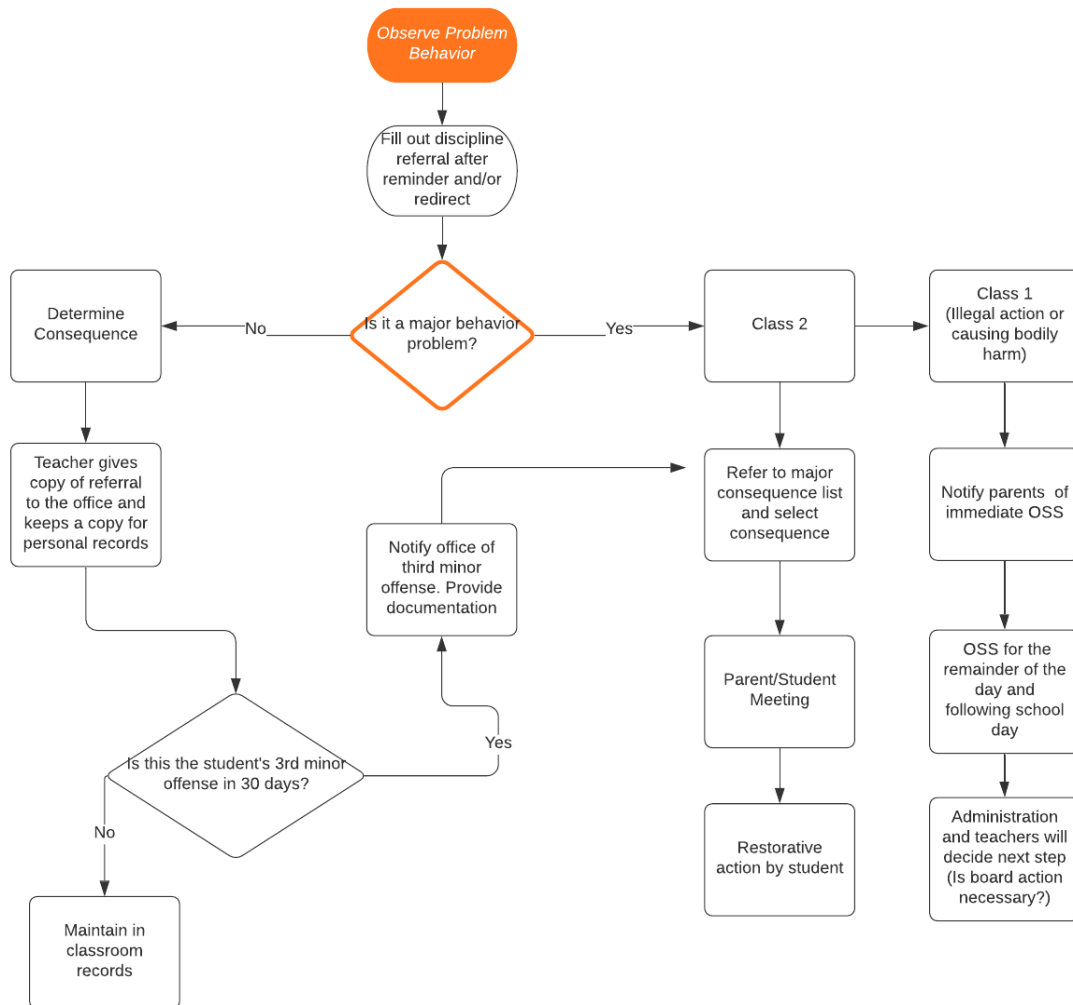 Observe Problem
Behavior
Fill out discipline
referral after
reminder and/or
redirect
Is it a major behavior
problem?
No
Yes
Determine
Consequence
Class 2
Class 1
(Illegal action or
causing bodily
harm)
Teacher gives
copy of referral
to the office and
keeps a copy for
personal records
Notify office of
third minor
offense. Provide
documentation
Refer to major
consequence list
and select
consequence
Notify parents of
immediate OSS
Parent/Student
Meeting
OSS for the
remainder of the
day and
following school
day
Is this the student's 3rd minor
offense in 30 days?
Yes
No
Restorative
action by student
Administration
and teachers will
decide next step
(Is board action
necessary?)
Maintain in
classroom
records